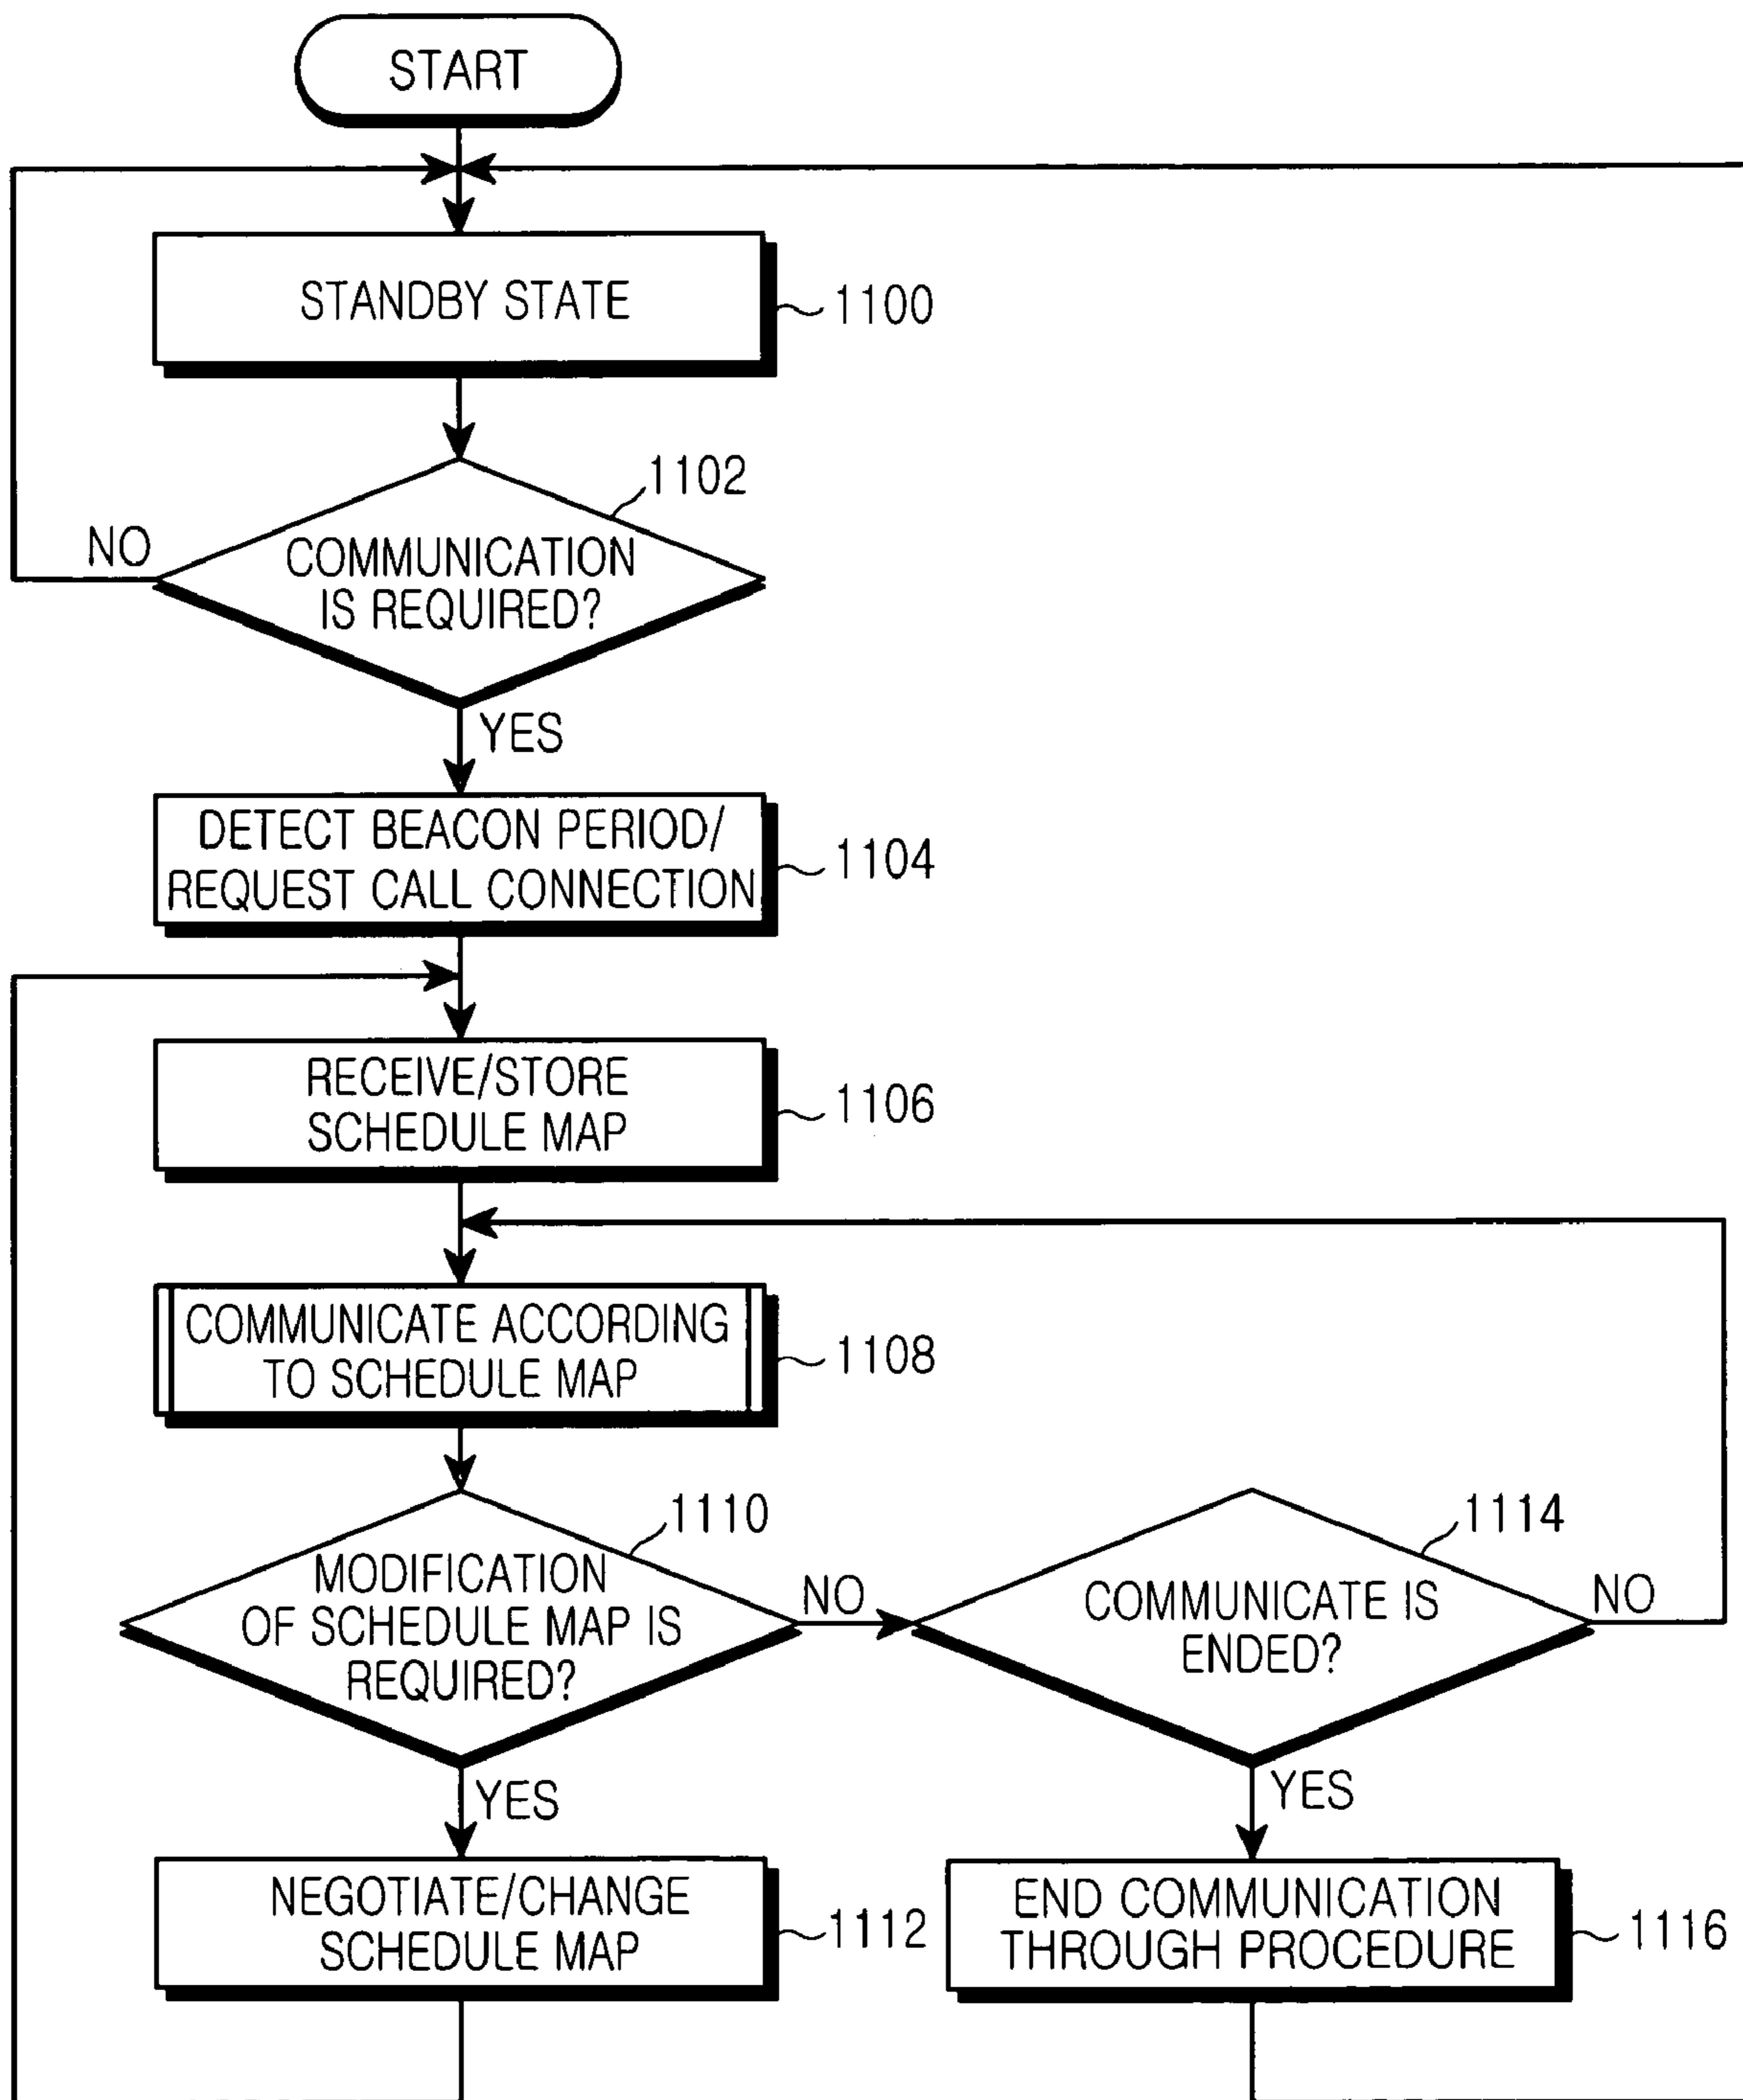 START
STANDBY STATE
1100
1102
NO
COMMUNICATION
IS REQUIRED?
YES
DETECT BEACON PERIOD/
REQUEST CALL CONNECTION
1104
RECEIVE/STORE
SCHEDULE MAP
1106
COMMUNICATE ACCORDING
TO SCHEDULE MAP
1108
1110
MODIFICATION
OF SCHEDULE MAP IS
REQUIRED?
NO
1114
COMMUNICATE IS
ENDED?
NO
YES
YES
NEGOTIATE/CHANGE
SCHEDULE MAP
1112
END COMMUNICATION
THROUGH PROCEDURE
1116